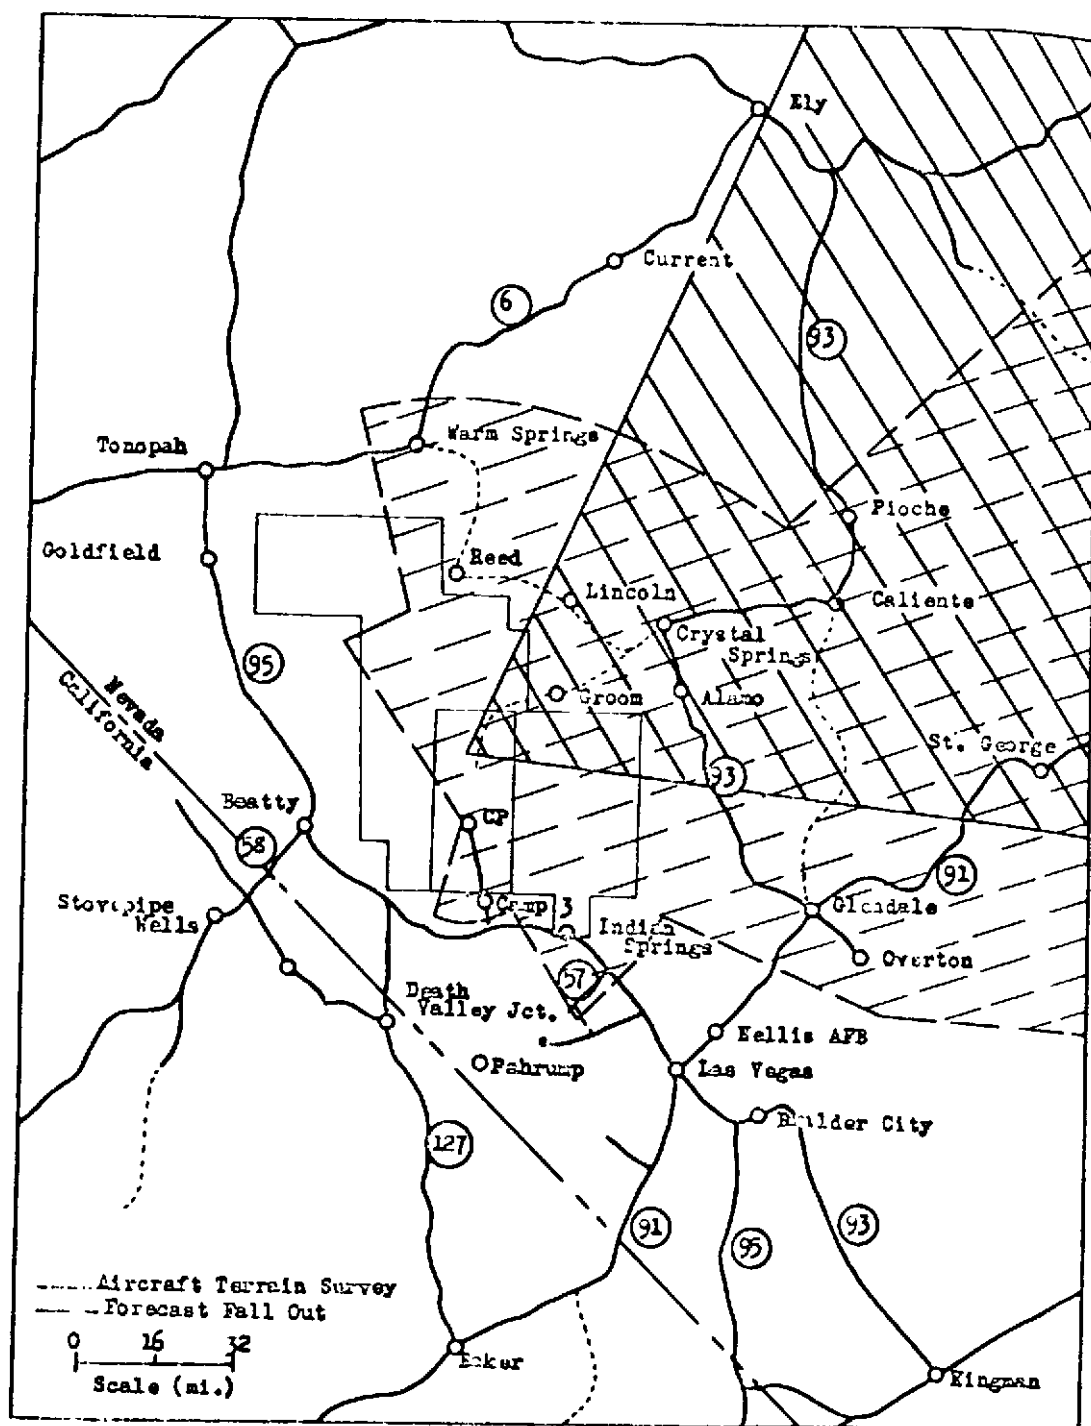 Ely
Current
6
93
Warm Springs
Tonopah
Pioche
Goldfield
Reed
Lincoln
Caliente
Crystal
Springs
95
Groom
Alamo
Nevada
California
St. George
93
Beatty
CP
58
91
Stovepipe
Wells
Camp 3
Glendale
Indian
Springs
Overton
57
Death
Valley Jct.
Nellis AFB
Pahrump
Las Vegas
Boulder City
127
91
95
93
Aircraft Terrain Survey
Forecast Fall Out
0 16 32
Scale (mi.)
Baker
Kingman